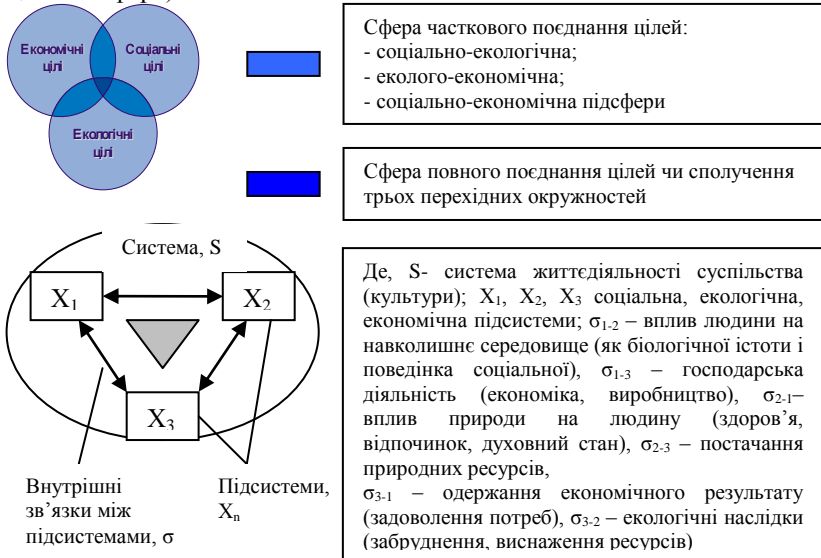 Економічні
цілі
Соціальні
цілі
Екологічні
цілі
Сфера часткового поєднання цілей:
- соціально-екологічна;
- еколого-економічна;
- соціально-економічна підсфери
Сфера повного поєднання цілей чи сполучення
трьох перехідних окружностей
Система, S
X₁
X₂
X₃
Внутрішні
зв’язки між
підсистемами, σ
Підсистеми,
Xₙ
Де, S- система життєдіяльності суспільства
(культури); X₁, X₂, X₃ соціальна, екологічна,
економічна підсистеми; σ₁₋₂ – вплив людини на
навколишнє середовище (як біологічної істоти і
поведінка соціальної), σ₁₋₃ – господарська
діяльність (економіка, виробництво), σ₂₋₁–
вплив природи на людину (здоров’я,
відпочинок, духовний стан), σ₂₋₃ – постачання
природних ресурсів,
σ₃₋₁ – одержання економічного результату
(задоволення потреб), σ₃₋₂ – екологічні наслідки
(забруднення, виснаження ресурсів)